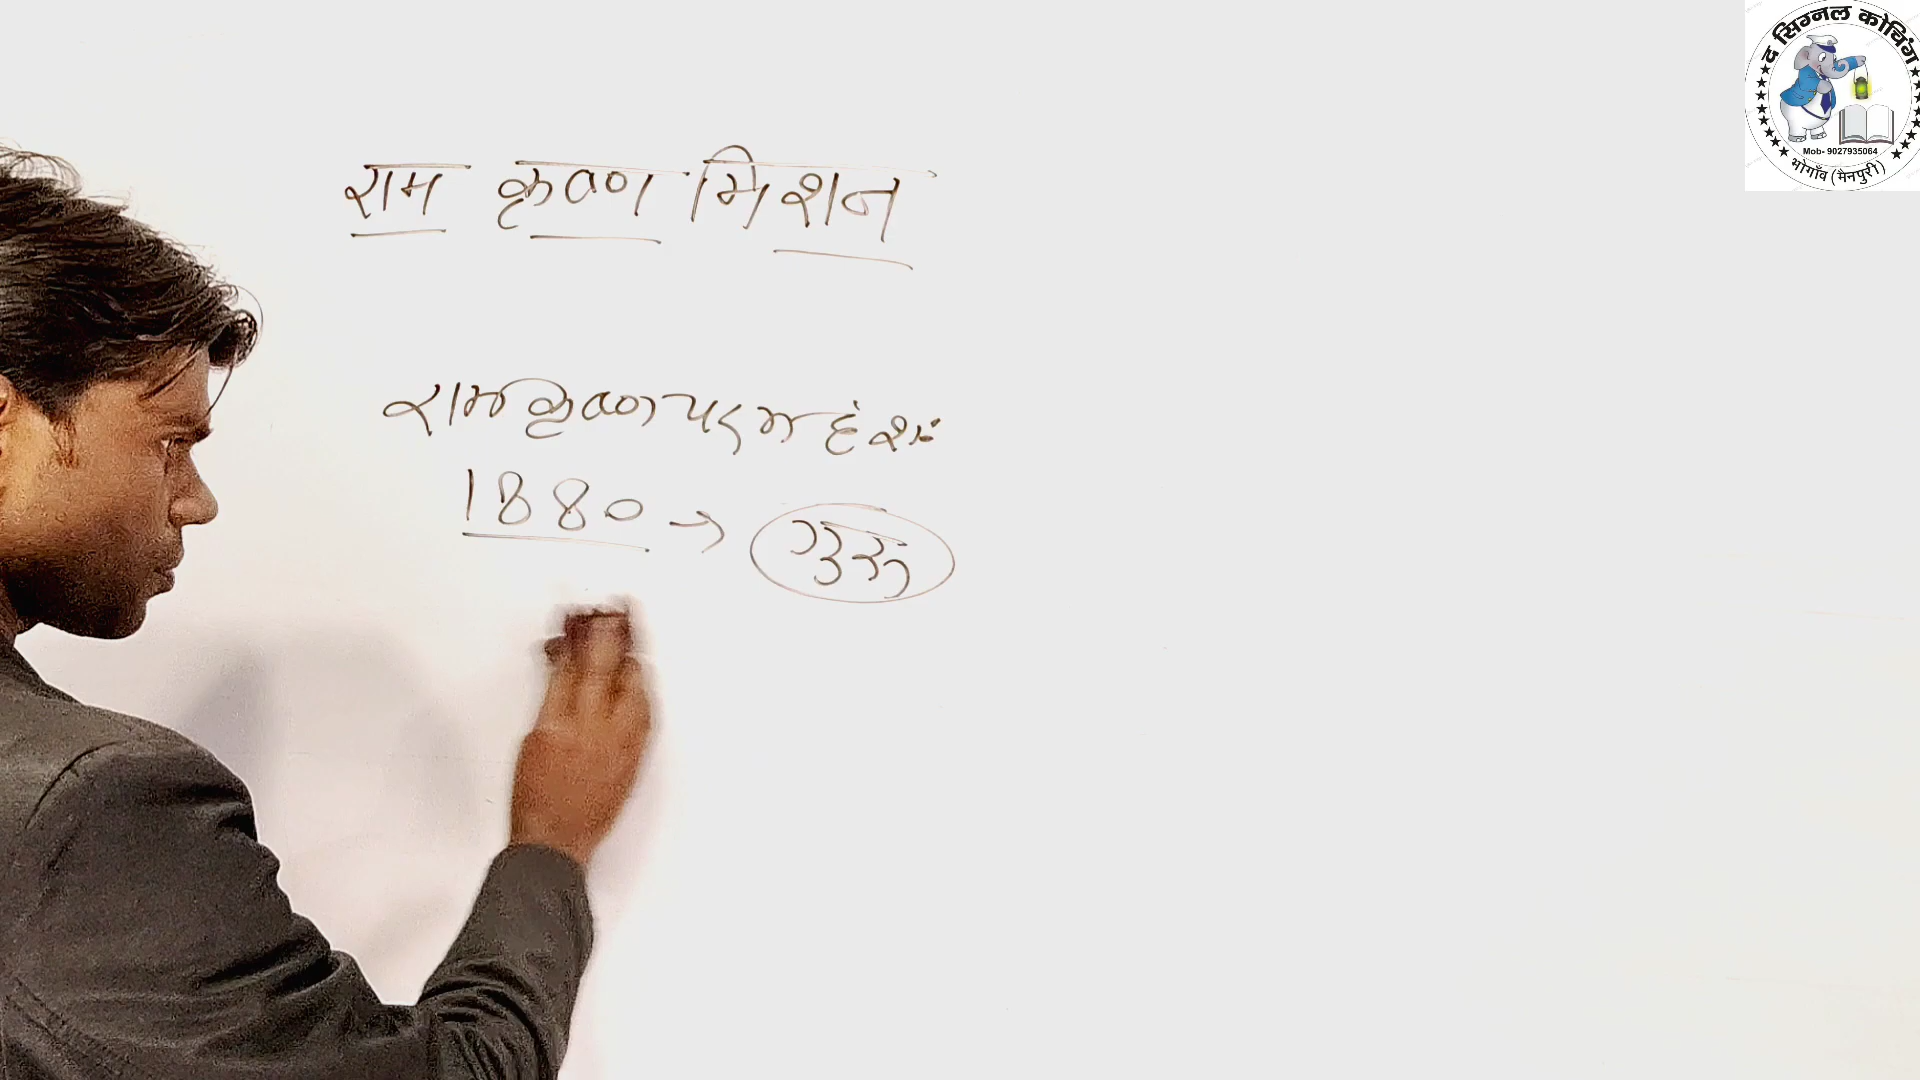 राम कृष्ण मिशन
रामकृष्ण परमहंश
1880 → गुरू
द सिग्नल कोचिंग
Mob- 9027935064
भोगाँव (मैनपुरी)